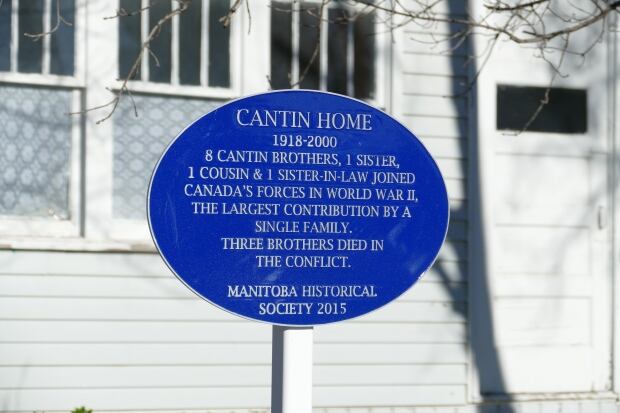 CANTIN HOME
1918-2000
8 CANTIN BROTHERS, 1 SISTER,
1 COUSIN & 1 SISTER-IN-LAW JOINED
CANADA'S FORCES IN WORLD WAR II,
THE LARGEST CONTRIBUTION BY A
SINGLE FAMILY.
THREE BROTHERS DIED IN
THE CONFLICT.
MANITOBA HISTORICAL
SOCIETY 2015